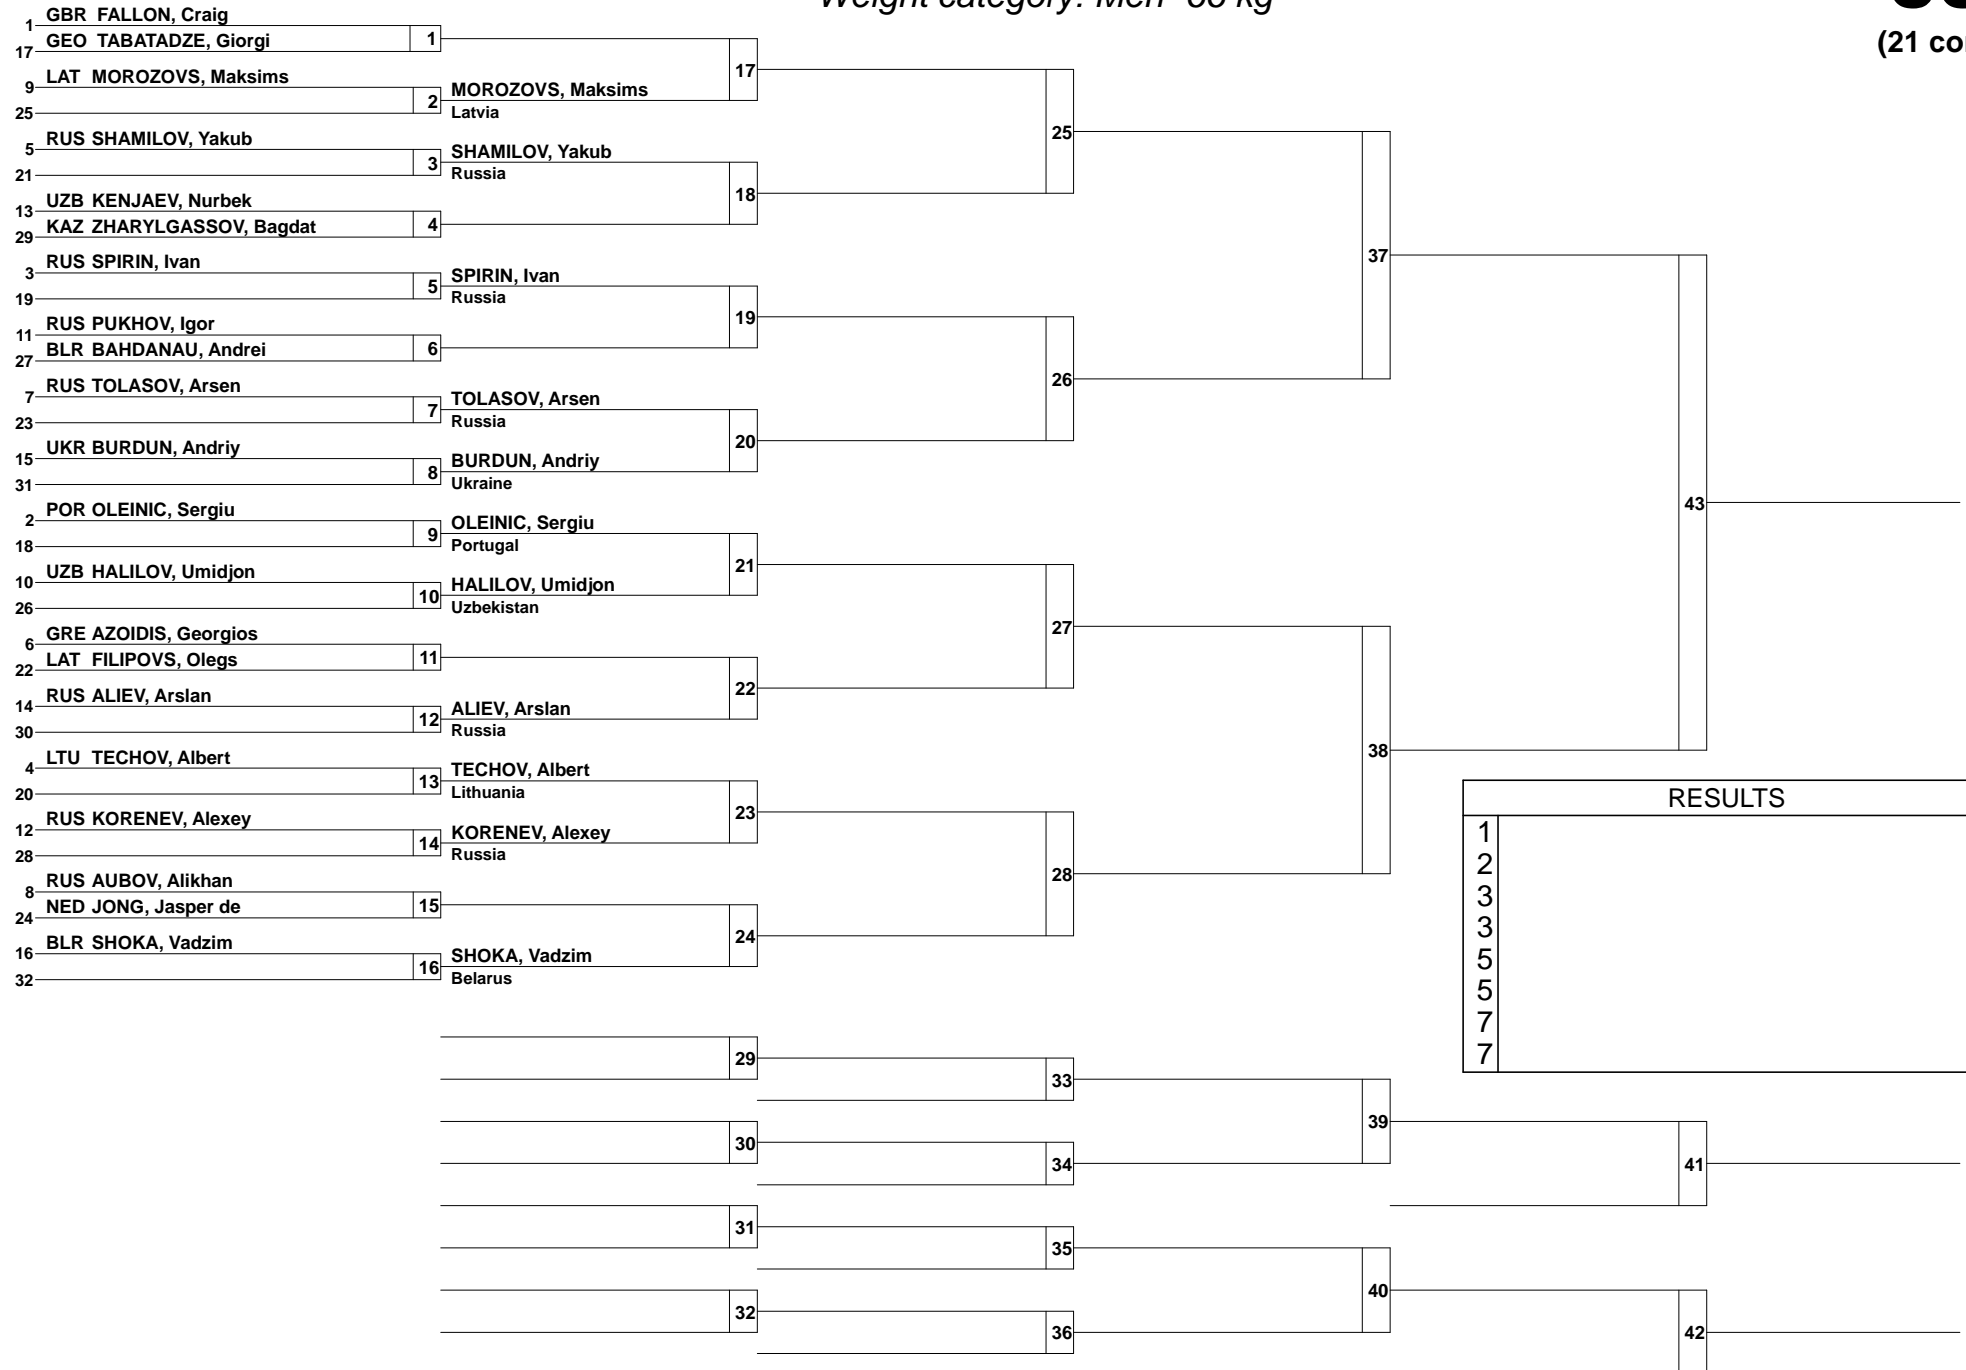 Weight category: Men
(21
1 GBR FALLON, Craig
17 GEO TABATADZE, Giorgi
1
9 LAT MOROZOVS, Maksims
25
2
MOROZOVS, Maksims
Latvia
17
5 RUS SHAMILOV, Yakub
21
3
SHAMILOV, Yakub
Russia
13 UZB KENJAEV, Nurbek
29 KAZ ZHARYLGASSOV, Bagdat
4
18
25
3 RUS SPIRIN, Ivan
19
5
SPIRIN, Ivan
Russia
11 RUS PUKHOV, Igor
27 BLR BAHDANAU, Andrei
6
19
7 RUS TOLASOV, Arsen
23
7
TOLASOV, Arsen
Russia
15 UKR BURDUN, Andriy
31
8
BURDUN, Andriy
Ukraine
20
26
37
2 POR OLEINIC, Sergiu
18
9
OLEINIC, Sergiu
Portugal
10 UZB HALILOV, Umidjon
26
10
HALILOV, Umidjon
Uzbekistan
21
6 GRE AZOIDIS, Georgios
22 LAT FILIPOVS, Olegs
11
14 RUS ALIEV, Arslan
30
12
ALIEV, Arslan
Russia
22
27
4 LTU TECHOV, Albert
20
13
TECHOV, Albert
Lithuania
12 RUS KORENEV, Alexey
28
14
KORENEV, Alexey
Russia
23
8 RUS AUBOV, Alikhan
24 NED JONG, Jasper de
15
16 BLR SHOKA, Vadzim
32
16
SHOKA, Vadzim
Belarus
24
28
38
43
RESULTS
1
2
3
3
5
5
7
7
29
33
30
34
39
41
31
35
32
36
40
42